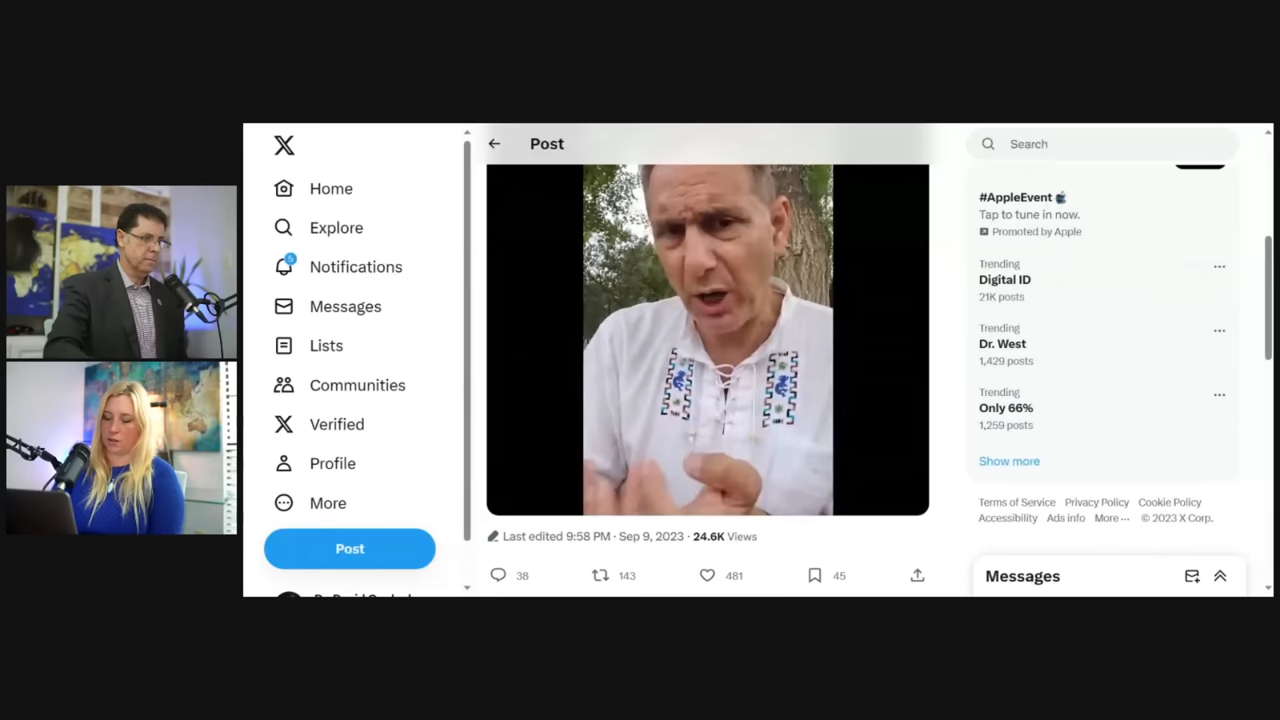 Home
Explore
5
Notifications
Messages
Lists
Communities
Verified
Profile
More
Post
Post
Last edited 9:58 PM · Sep 9, 2023 · 24.6K Views
38
143
481
45
Search
#AppleEvent
Tap to tune in now.
Promoted by Apple
Trending
Digital ID
21K posts
Trending
Dr. West
1,429 posts
Trending
Only 66%
1,259 posts
Show more
Terms of Service Privacy Policy Cookie Policy
Accessibility Ads info More ··· © 2023 X Corp.
Messages